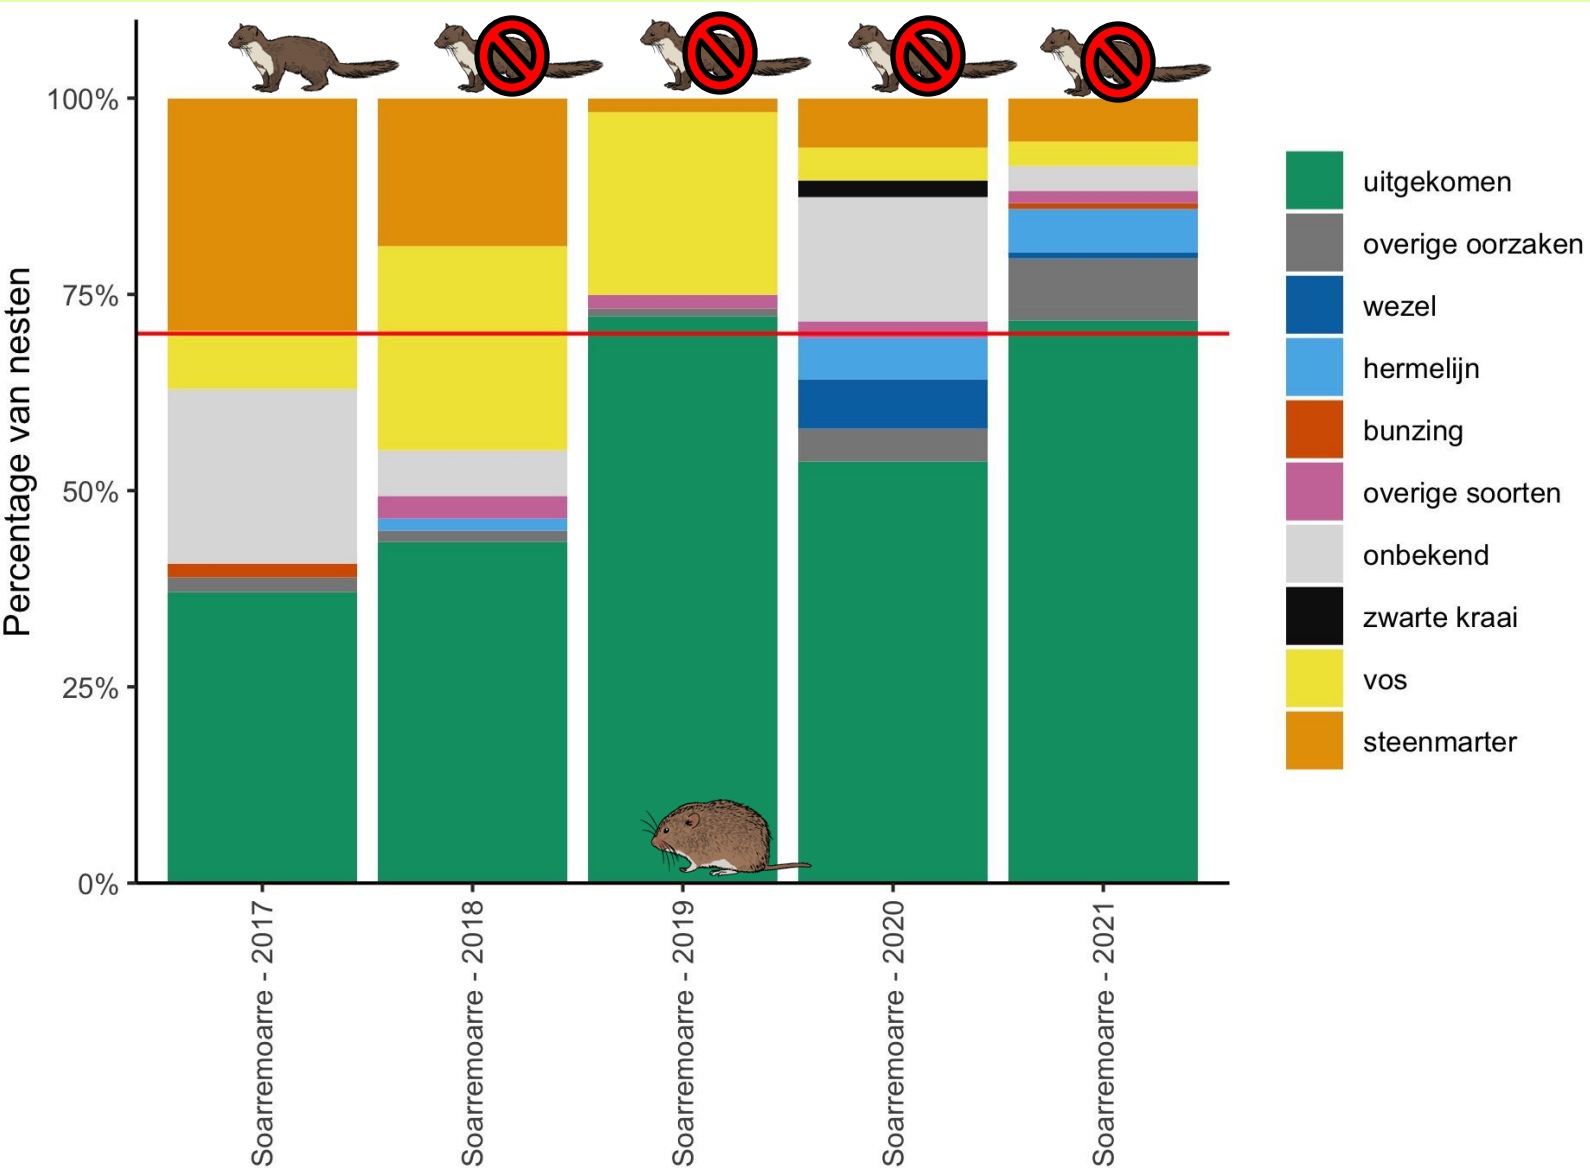 Percentage van nesten
100%
75%
50%
25%
0%
Soarremoarre - 2017
Soarremoarre - 2018
Soarremoarre - 2019
Soarremoarre - 2020
Soarremoarre - 2021
uitgekomen
overige oorzaken
wezel
hermelijn
bunzing
overige soorten
onbekend
zwarte kraai
vos
steenmarter